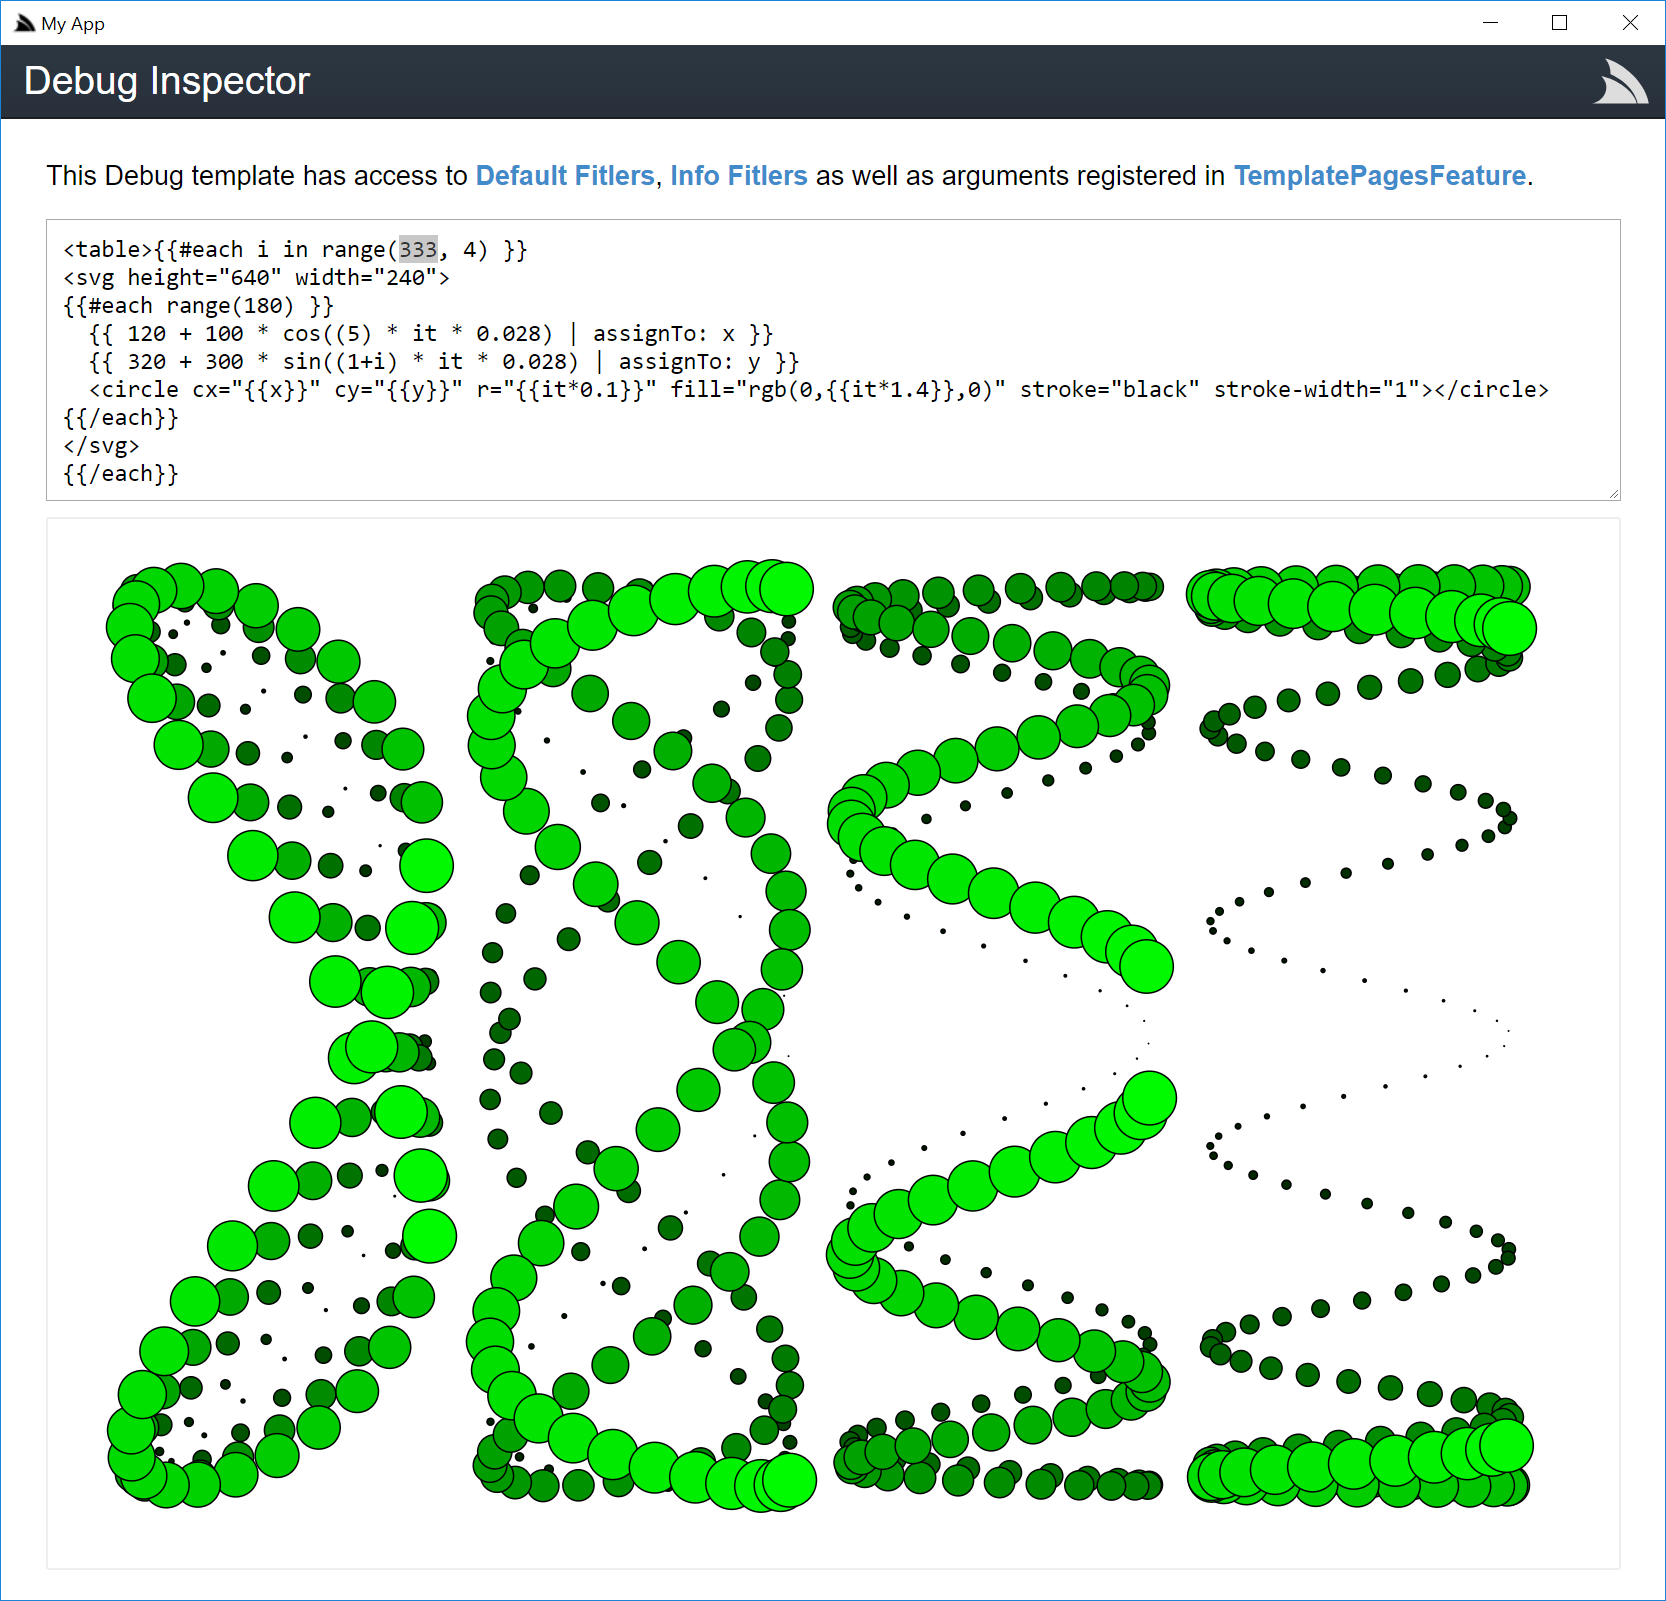 My App
Debug Inspector
This Debug template has access to Default Fitlers, Info Fitlers as well as arguments registered in TemplatePagesFeature.
<table>{{#each i in range(333, 4) }}
<svg height="640" width="240">
{{#each range(180) }}
  {{ 120 + 100 * cos((5) * it * 0.028) | assignTo: x }}
  {{ 320 + 300 * sin((1+i) * it * 0.028) | assignTo: y }}
  <circle cx="{{x}}" cy="{{y}}" r="{{it*0.1}}" fill="rgb(0,{{it*1.4}},0)" stroke="black" stroke-width="1"></circle>
{{/each}}
</svg>
{{/each}}